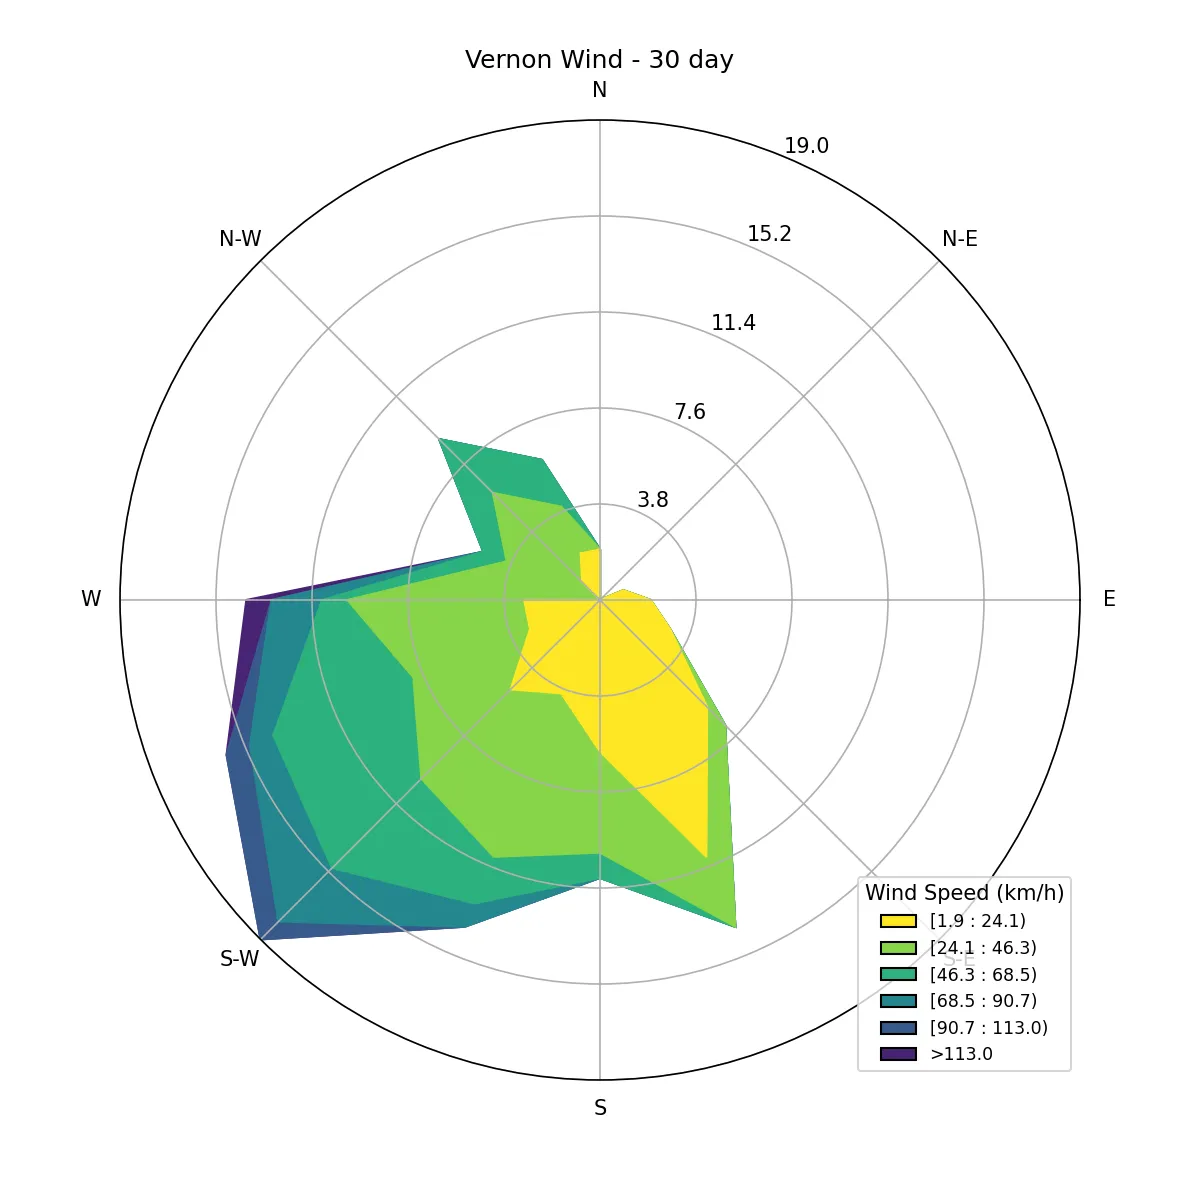 Vernon Wind - 30 day
N
19.0
15.2
N-W
N-E
11.4
7.6
3.8
W
E
S-W
S-E
Wind Speed (km/h)
[1.9 : 24.1)
[24.1 : 46.3)
[46.3 : 68.5)
[68.5 : 90.7)
[90.7 : 113.0)
>113.0
S